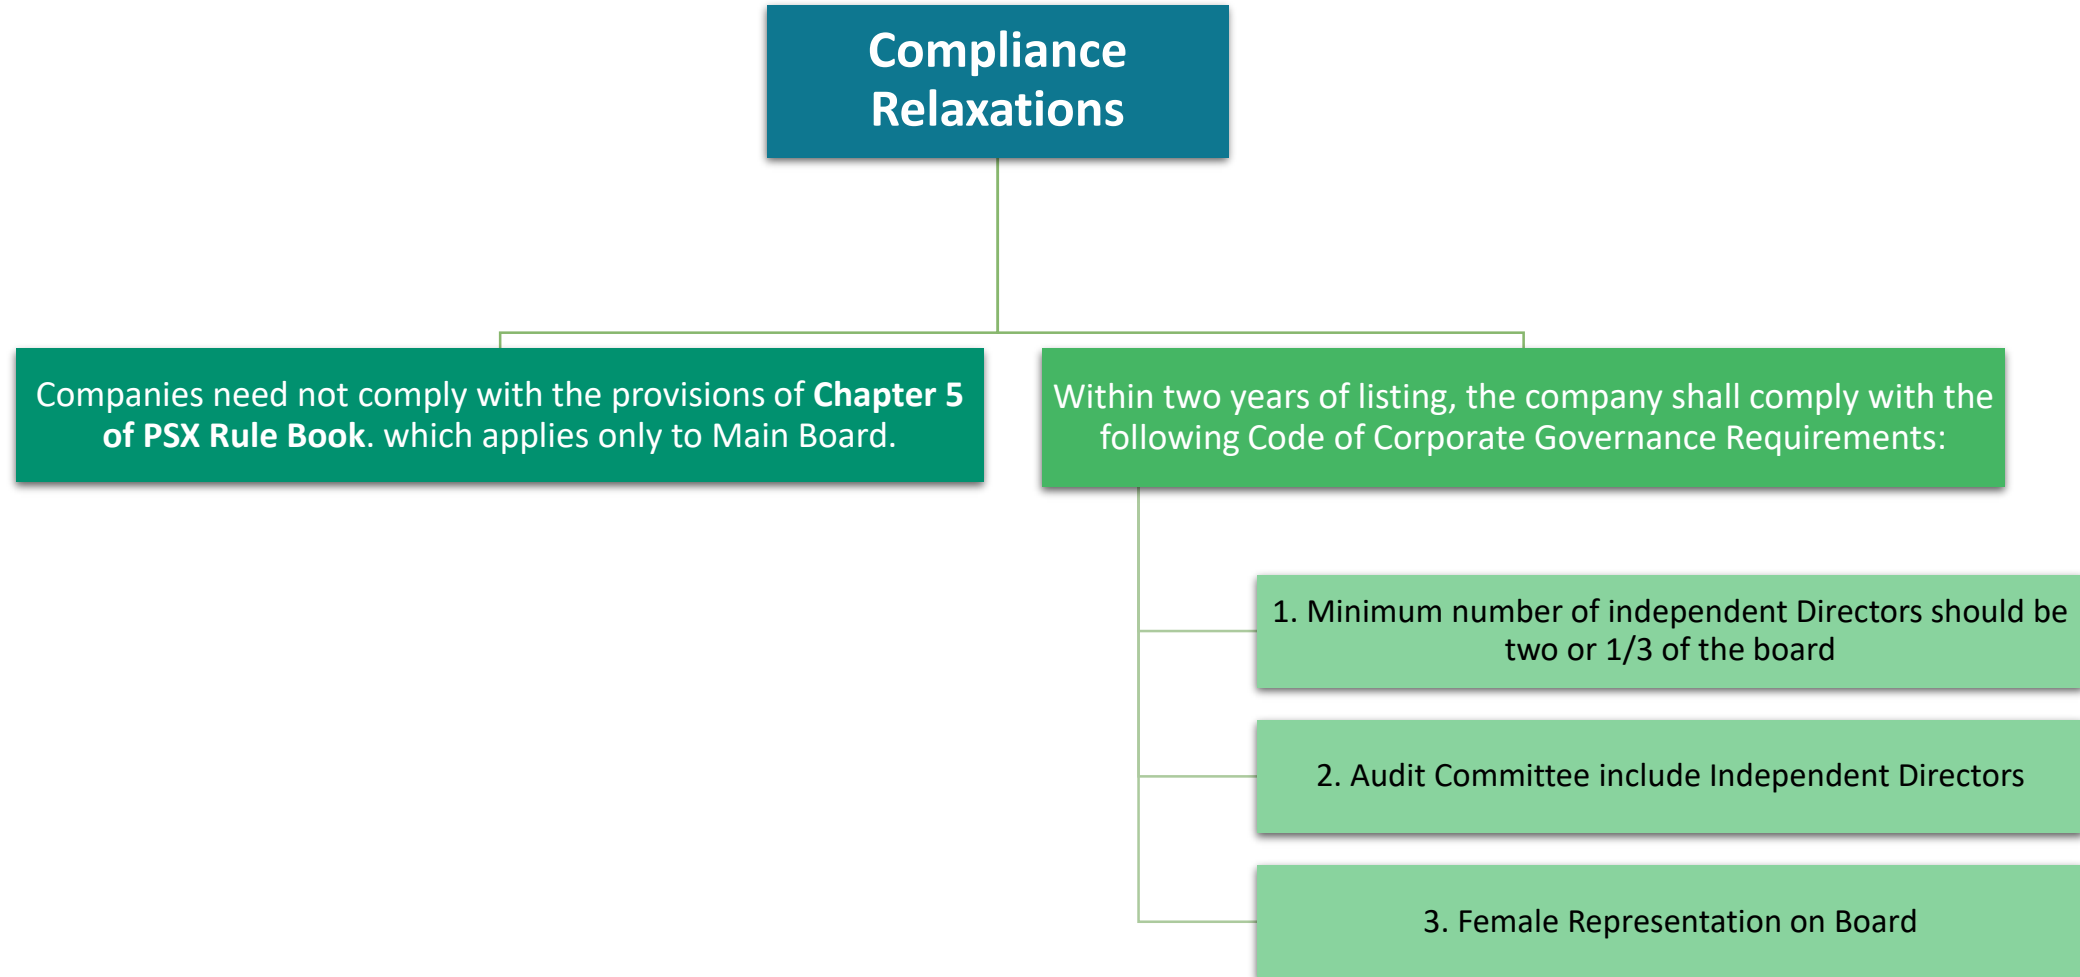 Compliance
Relaxations
Companies need not comply with the provisions of Chapter 5
of PSX Rule Book. which applies only to Main Board.
Within two years of listing, the company shall comply with the
following Code of Corporate Governance Requirements:
1. Minimum number of independent Directors should be
two or 1/3 of the board
2. Audit Committee include Independent Directors
3. Female Representation on Board